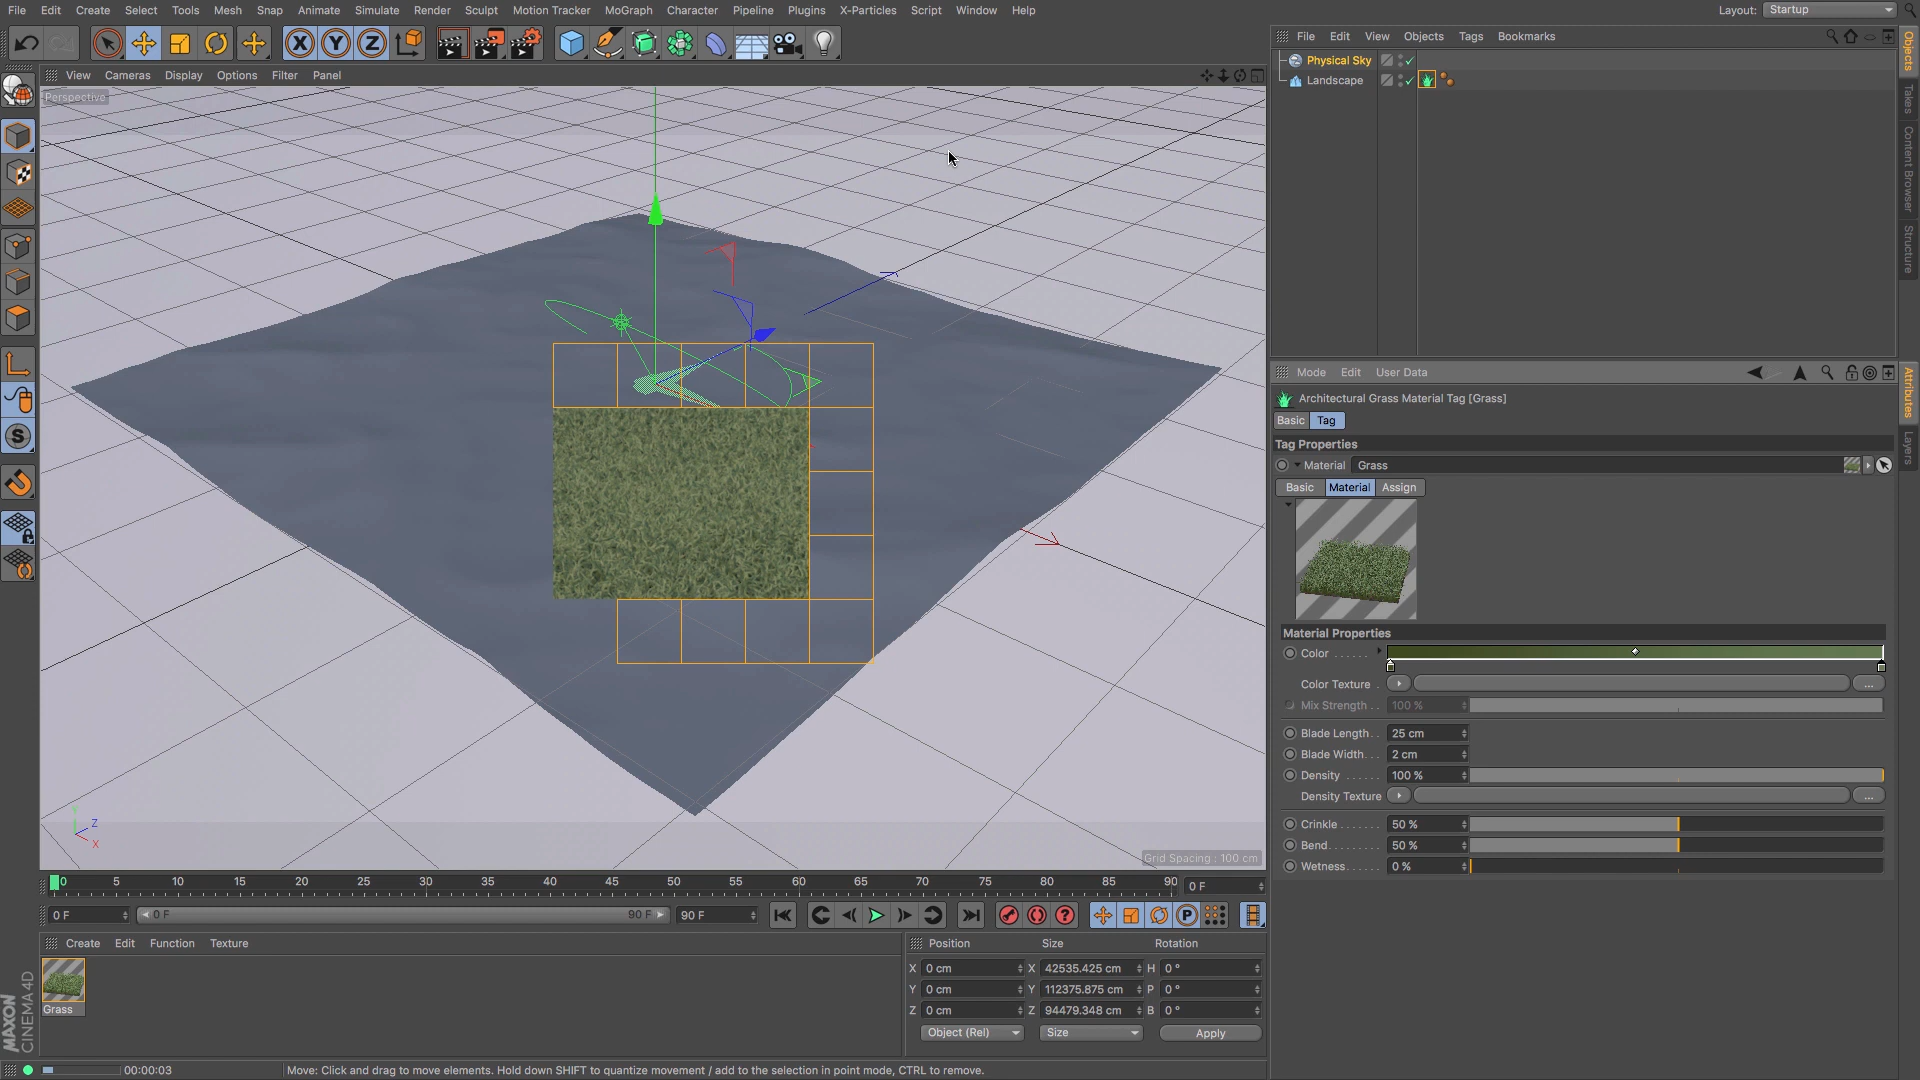 File Edit Create Select Tools Mesh Snap Animate Simulate Render Sculpt Motion Tracker MoGraph Character Pipeline Plugins X-Particles Script Window Help
Layout: Startup
X Y Z
File Edit View Objects Tags Bookmarks
View Cameras Display Options Filter Panel
Perspective
Physical Sky
Landscape
Objects
Takes
Content Browser
Structure
Mode Edit User Data
Attributes
Layers
Architectural Grass Material Tag [Grass]
Basic Tag
Tag Properties
Material Grass
Basic Material Assign
Material Properties
Color
Color Texture
...
Mix Strength 100 %
Blade Length 25 cm
Blade Width 2 cm
Density 100 %
Density Texture
...
Crinkle 50 %
Bend 50 %
Wetness 0 %
S
Y
Z
X
Grid Spacing : 100 cm
0 5 10 15 20 25 30 35 40 45 50 55 60 65 70 75 80 85 90
0 F
0 F 0 F 90 F 90 F
? P
Create Edit Function Texture
Grass
Position Size Rotation
X 0 cm X 42535.425 cm H 0 °
Y 0 cm Y 112375.875 cm P 0 °
Z 0 cm Z 94479.348 cm B 0 °
Object (Rel) Size Apply
MAXON
CINEMA 4D
00:00:03 Move: Click and drag to move elements. Hold down SHIFT to quantize movement / add to the selection in point mode, CTRL to remove.